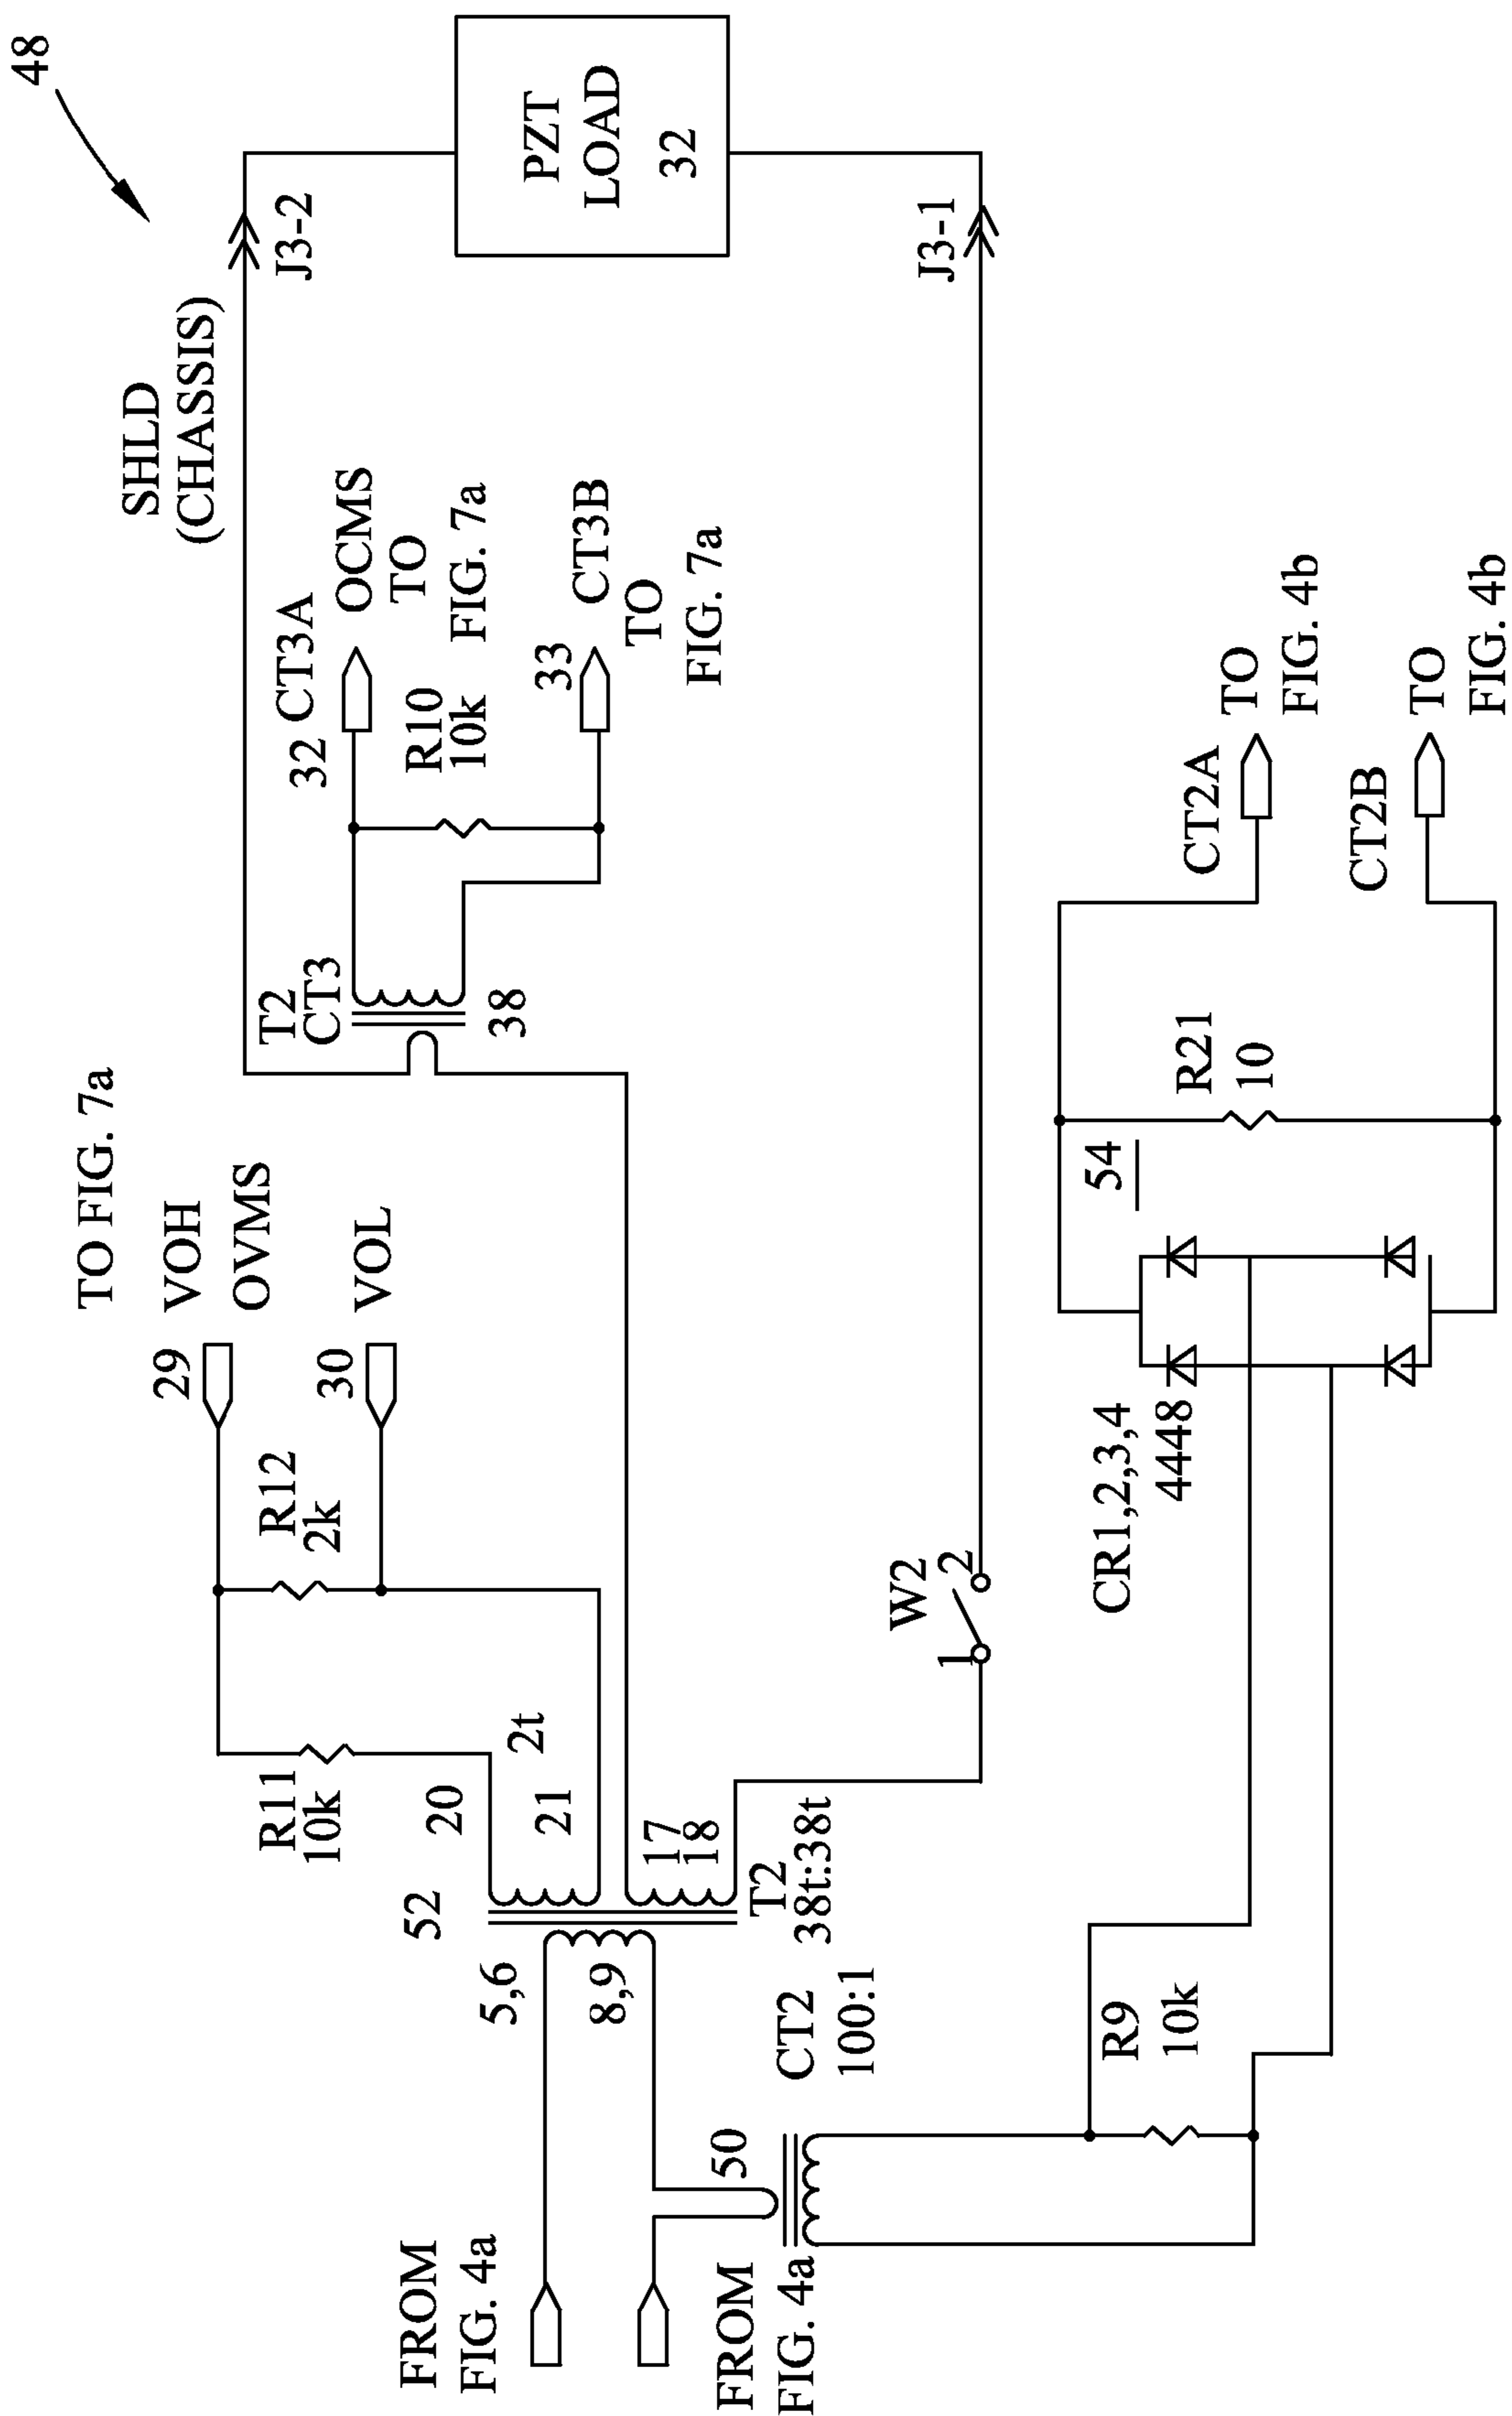 48
SHLD
(CHASSIS)
J3-2
PZT
LOAD
32
J3-1
TO FIG. 7a
VOH
OVMS
VOL
29
30
R12
2k
R11
10k
20
21
2t
52
5,6
8,9
17
18
T2
38t:38t
T2
CT3
38
32
CT3A
OCMS
TO
FIG. 7a
R10
10k
33
CT3B
TO
FIG. 7a
W2
1
2
FROM
FIG. 4a
FROM
FIG. 4a
50
CT2
100:1
R9
10k
CR1,2,3,4
4448
54
R21
10
CT2A
TO
FIG. 4b
CT2B
TO
FIG. 4b